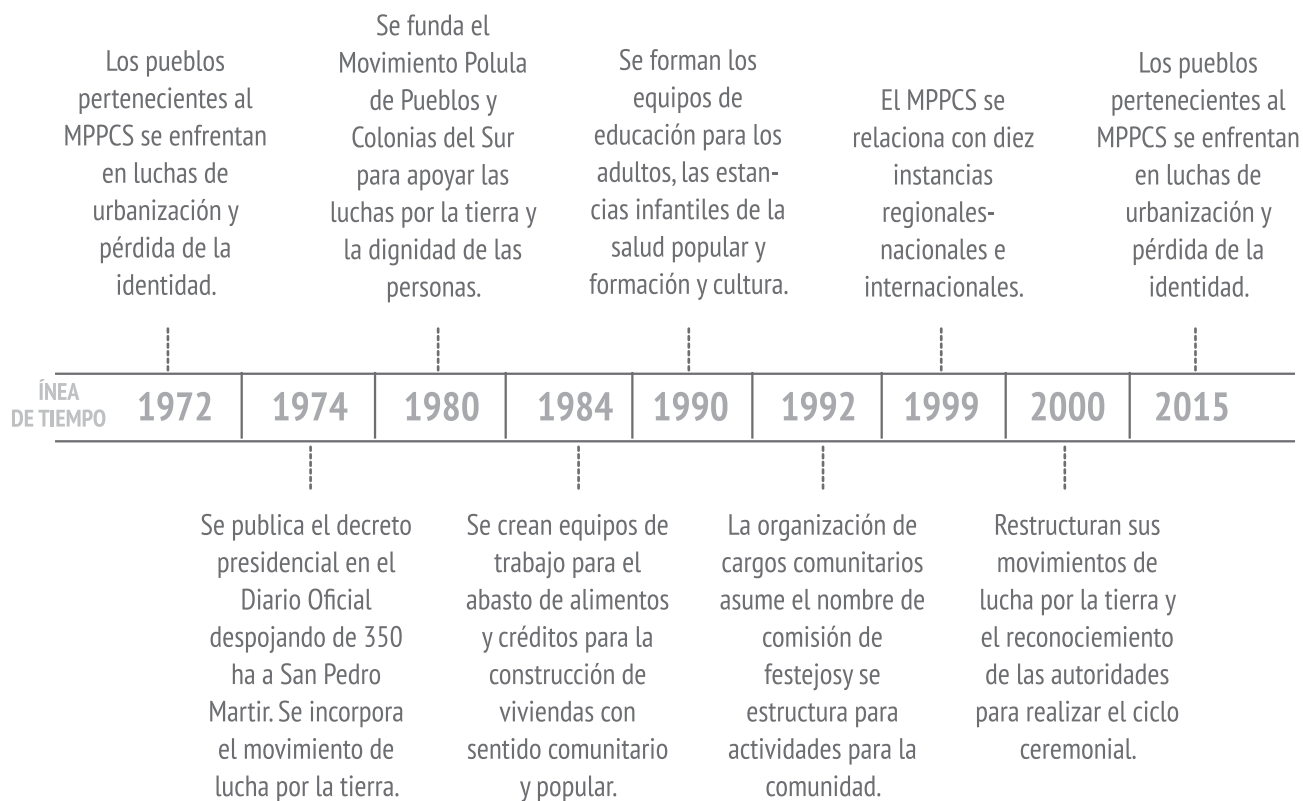 Los pueblos
pertenecientes al
MPPCS se enfrentan
en luchas de
urbanización y
pérdida de la
identidad.
Se funda el
Movimiento Polula
de Pueblos y
Colonias del Sur
para apoyar las
luchas por la tierra y
la dignidad de las
personas.
Se forman los
equipos de
educación para los
adultos, las estan-
cias infantiles de la
salud popular y
formación y cultura.
El MPPCS se
relaciona con diez
instancias
regionales-
nacionales e
internacionales.
Los pueblos
pertenecientes al
MPPCS se enfrentan
en luchas de
urbanización y
pérdida de la
identidad.
ÍNEA
DE TIEMPO
1972
1974
1980
1984
1990
1992
1999
2000
2015
Se publica el decreto
presidencial en el
Diario Oficial
despojando de 350
ha a San Pedro
Martir. Se incorpora
el movimiento de
lucha por la tierra.
Se crean equipos de
trabajo para el
abasto de alimentos
y créditos para la
construcción de
viviendas con
sentido comunitario
y popular.
La organización de
cargos comunitarios
asume el nombre de
comisión de
festejosy se
estructura para
actividades para la
comunidad.
Restructuran sus
movimientos de
lucha por la tierra y
el reconociemiento
de las autoridades
para realizar el ciclo
ceremonial.